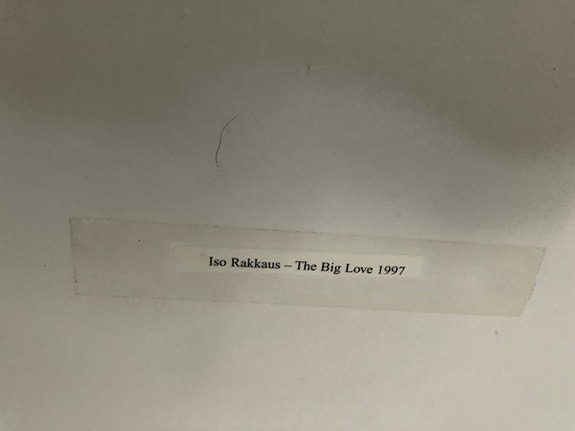 Iso Rakkaus – The Big Love 1997